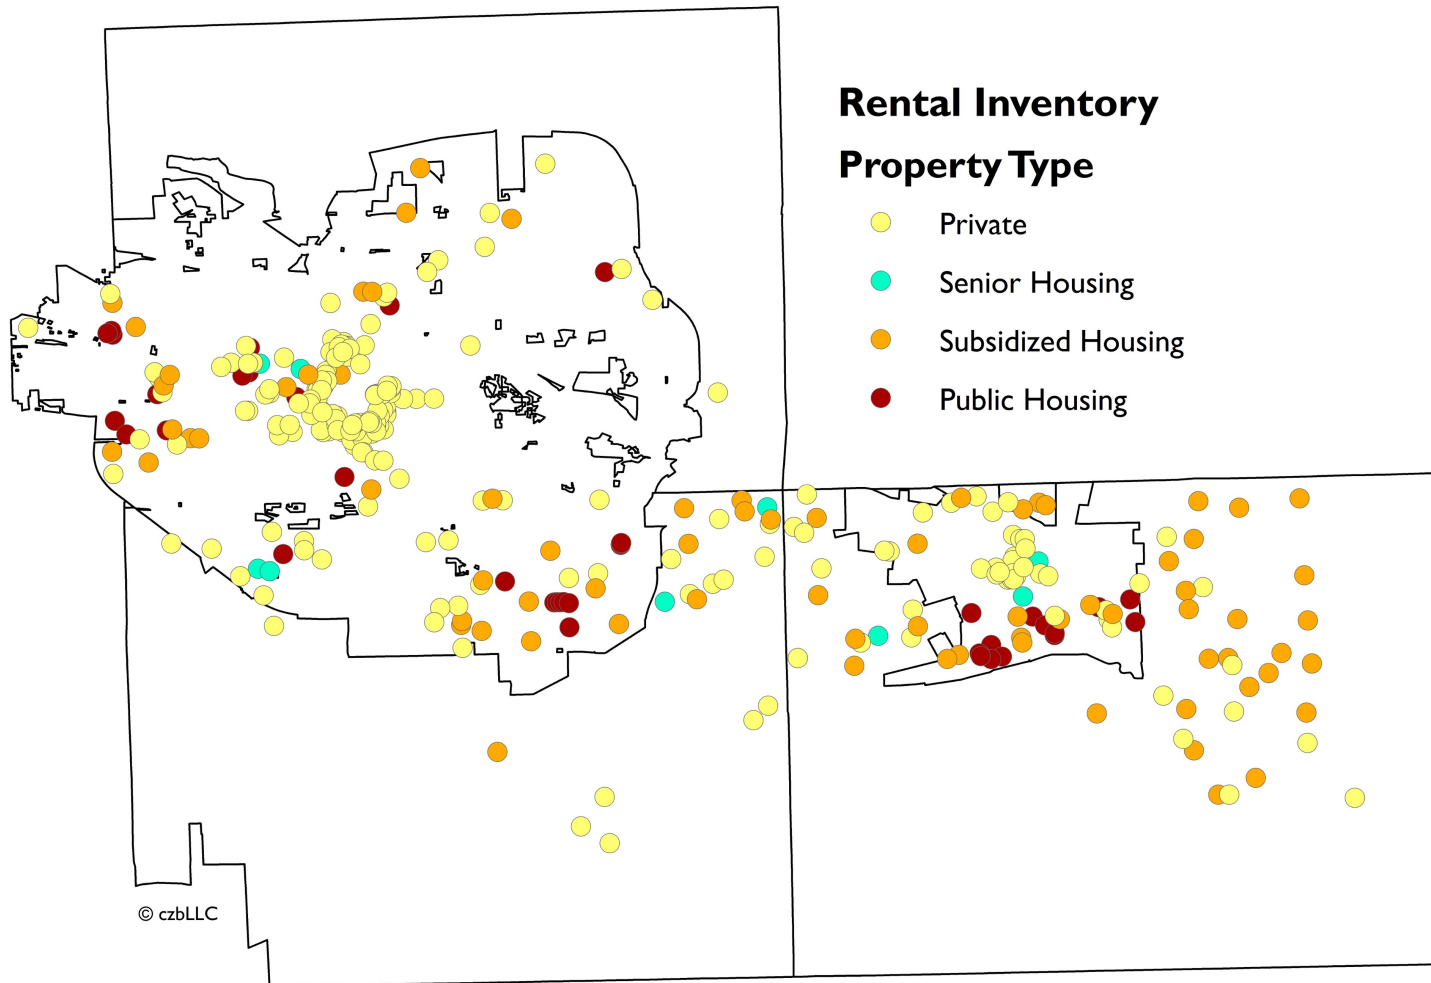 Rental Inventory
Property Type
Private
Senior Housing
Subsidized Housing
Public Housing
© czbLLC